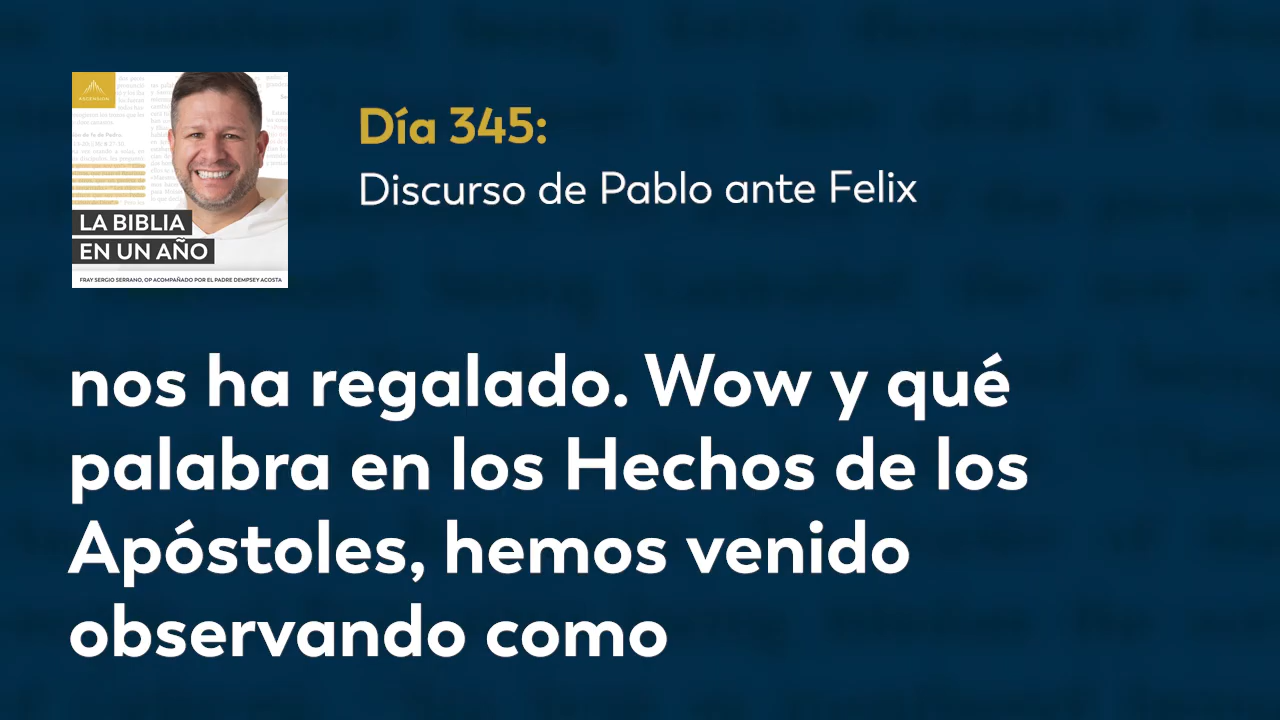 ASCENSION
LA BIBLIA
EN UN AÑO
FRAY SERGIO SERRANO, OP ACOMPAÑADO POR EL PADRE DEMPSEY ACOSTA
Día 345:
Discurso de Pablo ante Felix
nos ha regalado. Wow y qué
palabra en los Hechos de los
Apóstoles, hemos venido
observando como